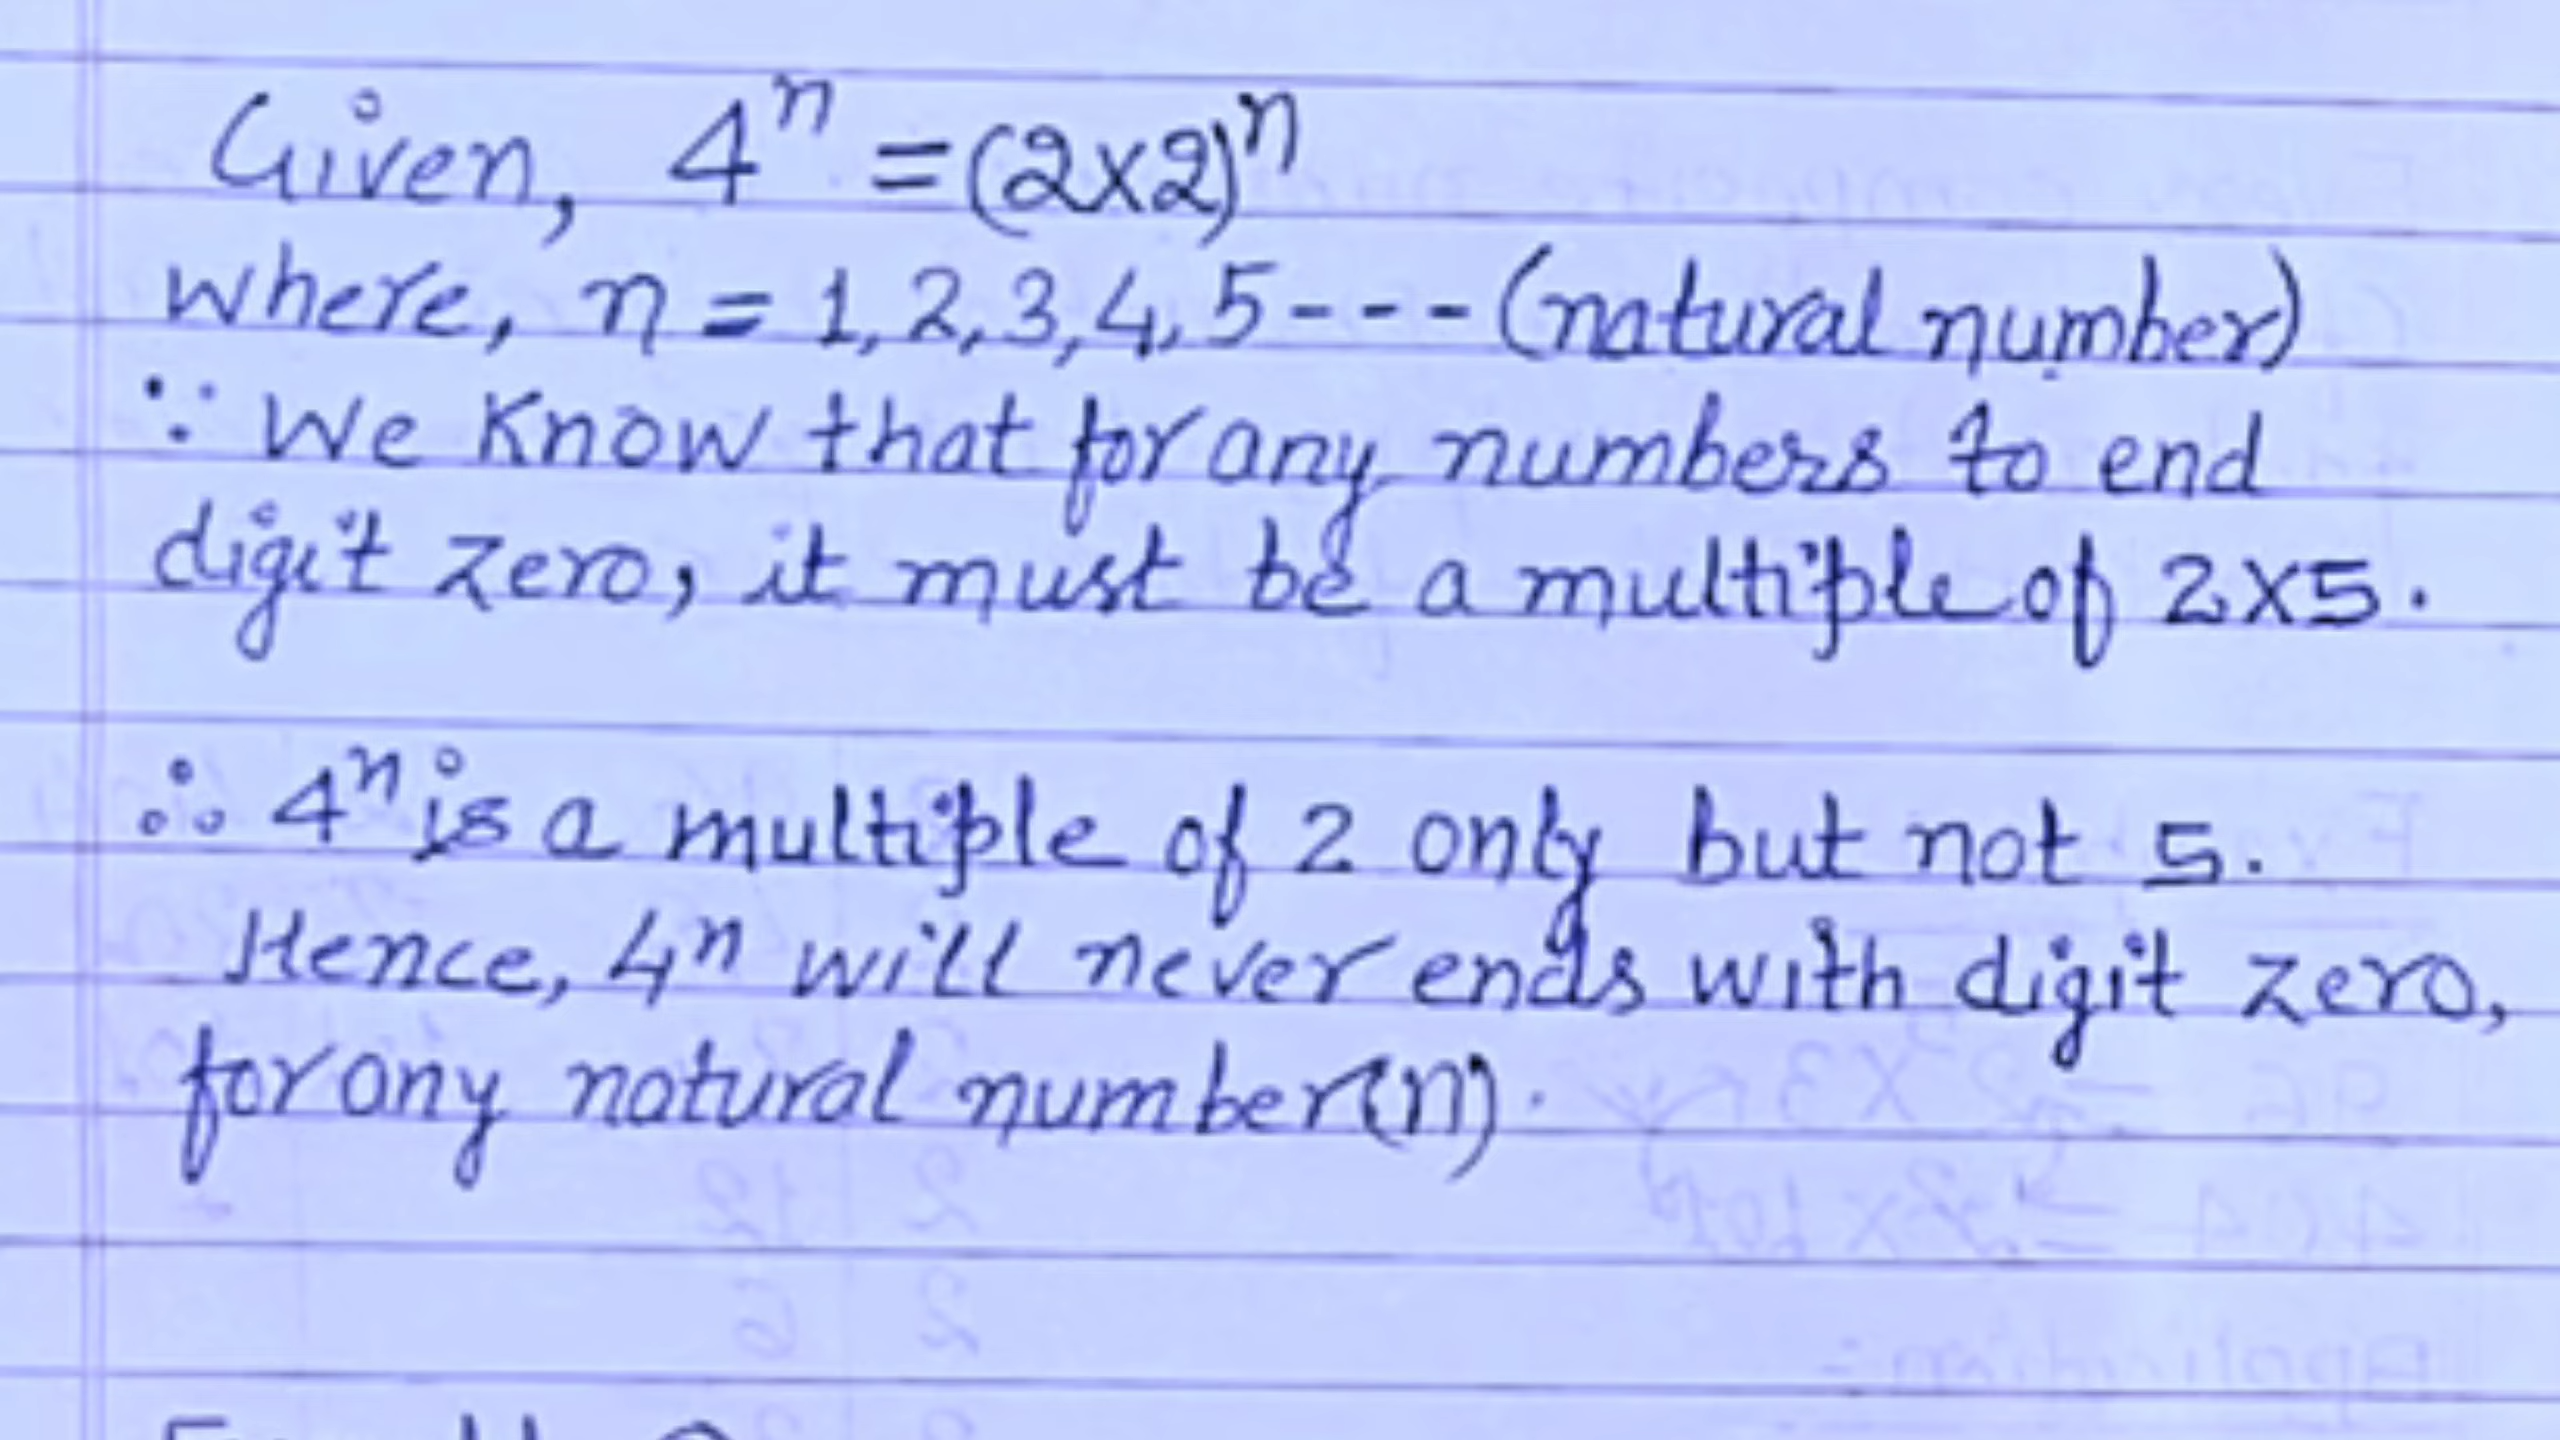 Given, 4ⁿ = (2×2)ⁿ
where, n = 1, 2, 3, 4, 5 - - - (natural number)
∵ We Know that for any numbers to end
digit zero, it must be a multiple of 2×5.
∴ 4ⁿ is a multiple of 2 only but not 5.
Hence, 4ⁿ will never ends with digit zero,
for any natural number(n).